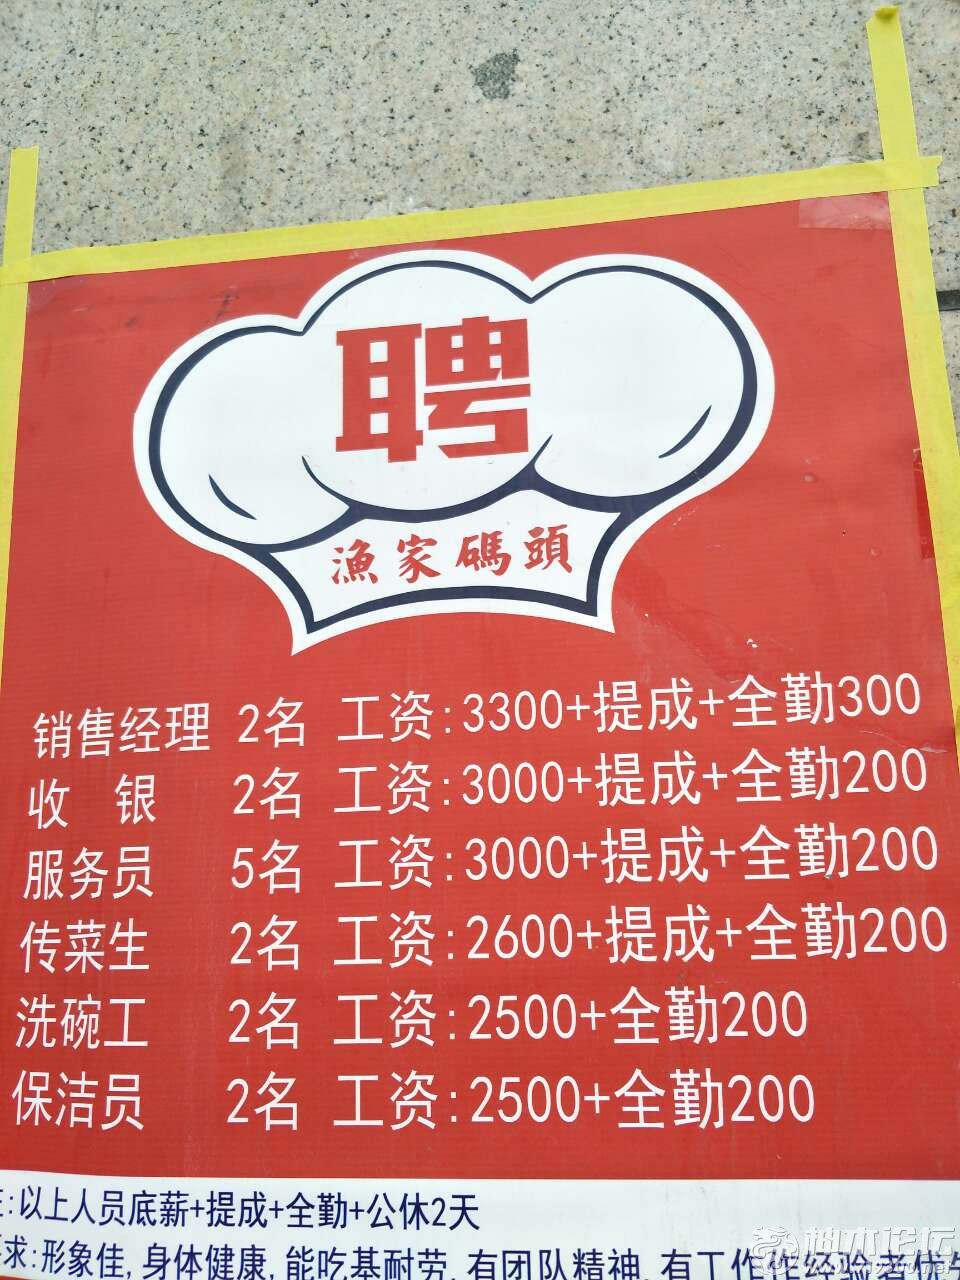 聘
漁家碼頭
销售经理 2名 工资:3300+提成+全勤300
收 银 2名 工资:3000+提成+全勤200
服务员 5名 工资:3000+提成+全勤200
传菜生 2名 工资:2600+提成+全勤200
洗碗工 2名 工资:2500+全勤200
保洁员 2名 工资:2500+全勤200
:以上人员底薪+提成+全勤+公休2天
求:形象佳,身体健康,能吃基耐劳,有团队精神,有工作